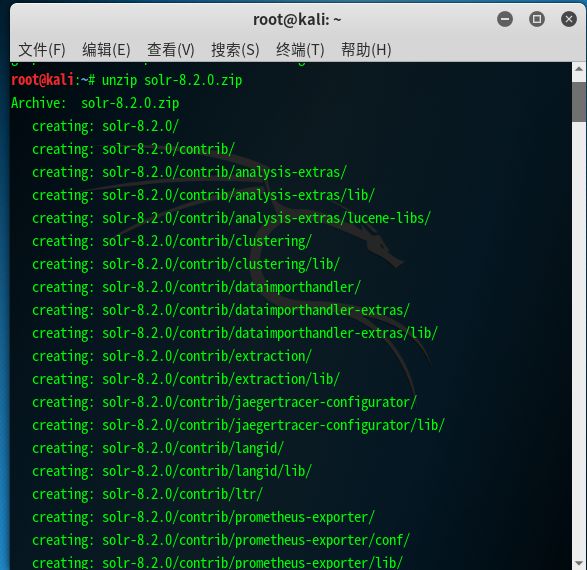 root@kali: ~
文件(F) 编辑(E) 查看(V) 搜索(S) 终端(T) 帮助(H)
root@kali:~# unzip solr-8.2.0.zip
Archive:  solr-8.2.0.zip
   creating: solr-8.2.0/
   creating: solr-8.2.0/contrib/
   creating: solr-8.2.0/contrib/analysis-extras/
   creating: solr-8.2.0/contrib/analysis-extras/lib/
   creating: solr-8.2.0/contrib/analysis-extras/lucene-libs/
   creating: solr-8.2.0/contrib/clustering/
   creating: solr-8.2.0/contrib/clustering/lib/
   creating: solr-8.2.0/contrib/dataimporthandler/
   creating: solr-8.2.0/contrib/dataimporthandler-extras/
   creating: solr-8.2.0/contrib/dataimporthandler-extras/lib/
   creating: solr-8.2.0/contrib/extraction/
   creating: solr-8.2.0/contrib/extraction/lib/
   creating: solr-8.2.0/contrib/jaegertracer-configurator/
   creating: solr-8.2.0/contrib/jaegertracer-configurator/lib/
   creating: solr-8.2.0/contrib/langid/
   creating: solr-8.2.0/contrib/langid/lib/
   creating: solr-8.2.0/contrib/ltr/
   creating: solr-8.2.0/contrib/prometheus-exporter/
   creating: solr-8.2.0/contrib/prometheus-exporter/conf/
   creating: solr-8.2.0/contrib/prometheus-exporter/lib/